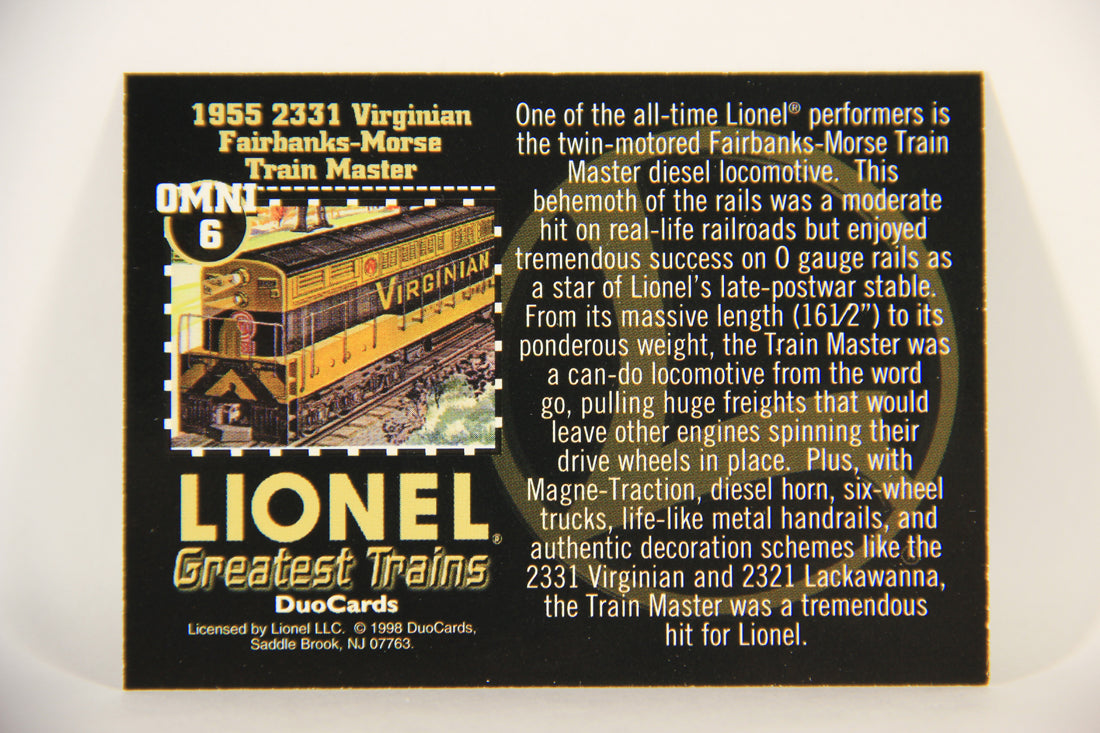 1955 2331 Virginian
Fairbanks-Morse
Train Master
OMNI
6
VIRGINIAN
LIONEL®
Greatest Trains
DuoCards
Licensed by Lionel LLC. © 1998 DuoCards,
Saddle Brook, NJ 07763.
One of the all-time Lionel® performers is
the twin-motored Fairbanks-Morse Train
Master diesel locomotive. This
behemoth of the rails was a moderate
hit on real-life railroads but enjoyed
tremendous success on O gauge rails as
a star of Lionel's late-postwar stable.
From its massive length (161⁄2") to its
ponderous weight, the Train Master was
a can-do locomotive from the word
go, pulling huge freights that would
leave other engines spinning their
drive wheels in place. Plus, with
Magne-Traction, diesel horn, six-wheel
trucks, life-like metal handrails, and
authentic decoration schemes like the
2331 Virginian and 2321 Lackawanna,
the Train Master was a tremendous
hit for Lionel.